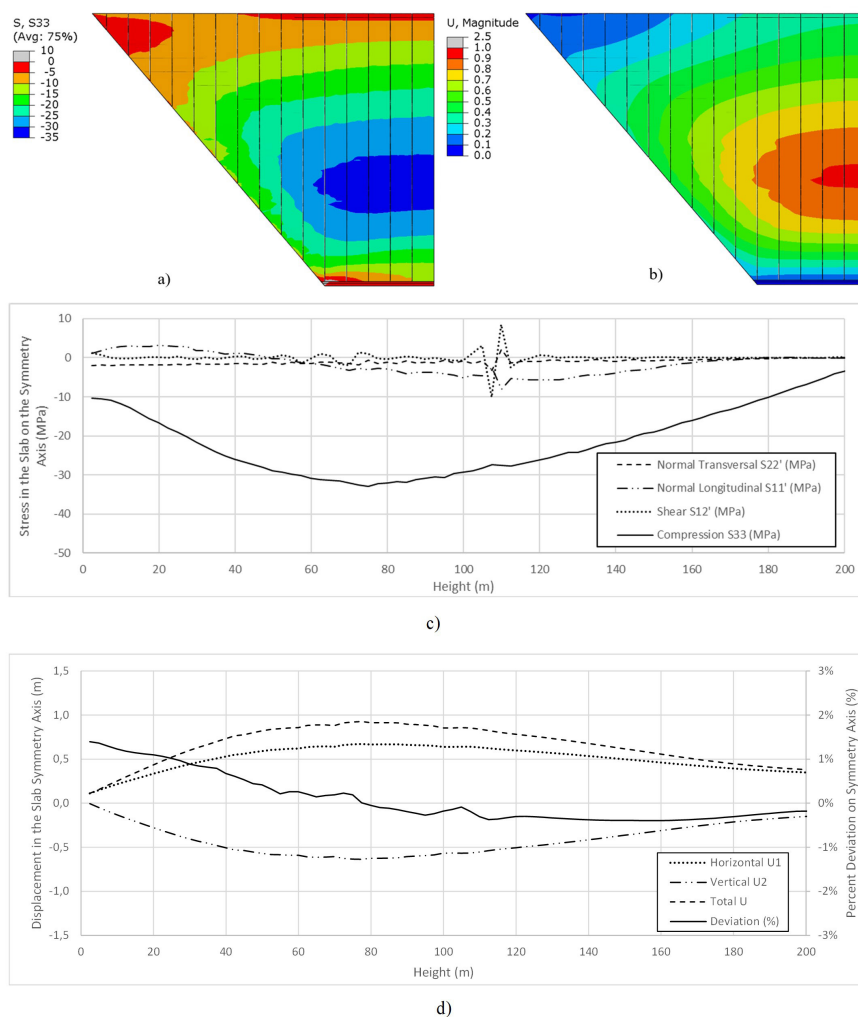 S, S33
(Avg: 75%)
10
0
-5
-10
-15
-20
-25
-30
-35
a)
U, Magnitude
2.5
1.0
0.9
0.8
0.7
0.6
0.5
0.4
0.3
0.2
0.1
0.0
b)
Stress in the Slab on the Symmetry
Axis (MPa)
10
0
-10
-20
-30
-40
-50
Normal Transversal S22' (MPa)
Normal Longitudinal S11' (MPa)
Shear S12' (MPa)
Compression S33 (MPa)
0 20 40 60 80 100 120 140 160 180 200
Height (m)
c)
Displacement in the Slab Symmetry Axis (m)
1,5
1,0
0,5
0,0
-0,5
-1,0
-1,5
3%
2%
1%
0%
-1%
-2%
-3%
Percent Deviation on Symmetry Axis (%)
Horizontal U1
Vertical U2
Total U
Deviation (%)
0 20 40 60 80 100 120 140 160 180 200
Height (m)
d)